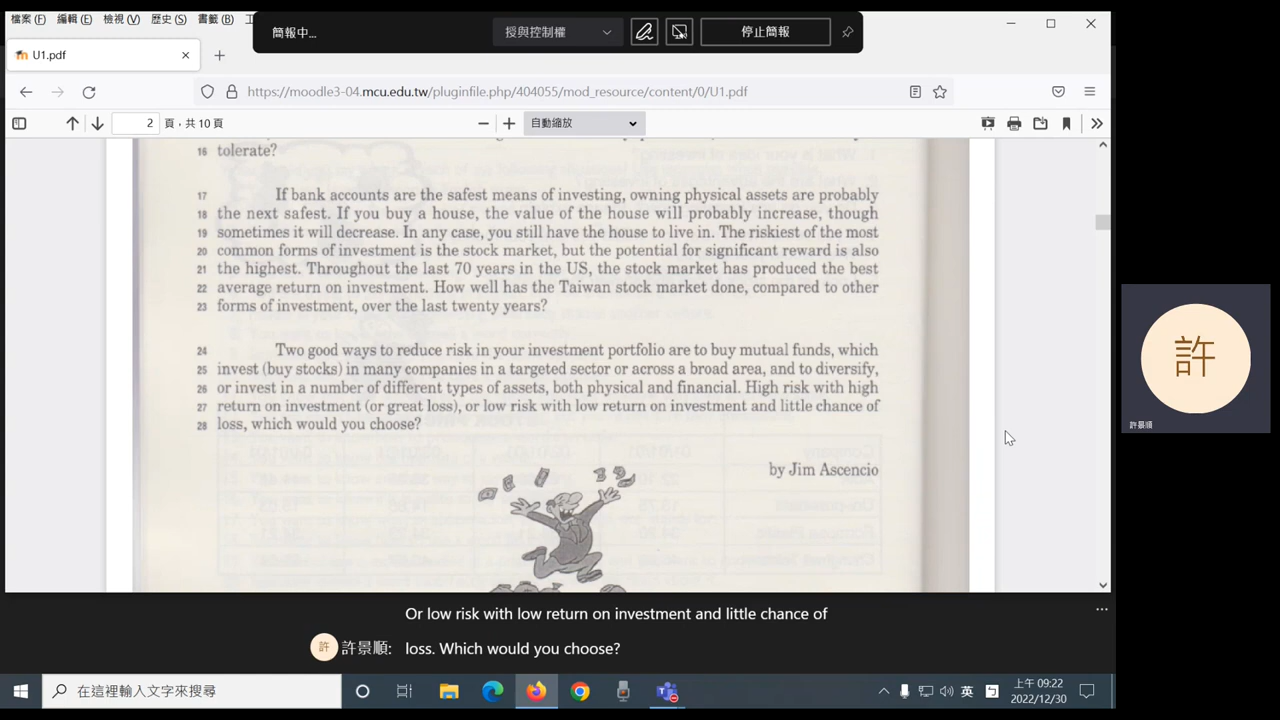 檔案(F) 編輯(E) 檢視(V) 歷史(S) 書籤(B) 工
簡報中...
授與控制權
停止簡報
U1.pdf
https://moodle3-04.mcu.edu.tw/pluginfile.php/404055/mod_resource/content/0/U1.pdf
2 頁，共 10 頁
自動縮放
16 tolerate?
17 If bank accounts are the safest means of investing, owning physical assets are probably
18 the next safest. If you buy a house, the value of the house will probably increase, though
19 sometimes it will decrease. In any case, you still have the house to live in. The riskiest of the most
20 common forms of investment is the stock market, but the potential for significant reward is also
21 the highest. Throughout the last 70 years in the US, the stock market has produced the best
22 average return on investment. How well has the Taiwan stock market done, compared to other
23 forms of investment, over the last twenty years?
24 Two good ways to reduce risk in your investment portfolio are to buy mutual funds, which
25 invest (buy stocks) in many companies in a targeted sector or across a broad area, and to diversify,
26 or invest in a number of different types of assets, both physical and financial. High risk with high
27 return on investment (or great loss), or low risk with low return on investment and little chance of
28 loss, which would you choose?
by Jim Ascencio
許
許景順
Or low risk with low return on investment and little chance of
許 許景順: loss. Which would you choose?
在這裡輸入文字來搜尋
英
上午 09:22
2022/12/30